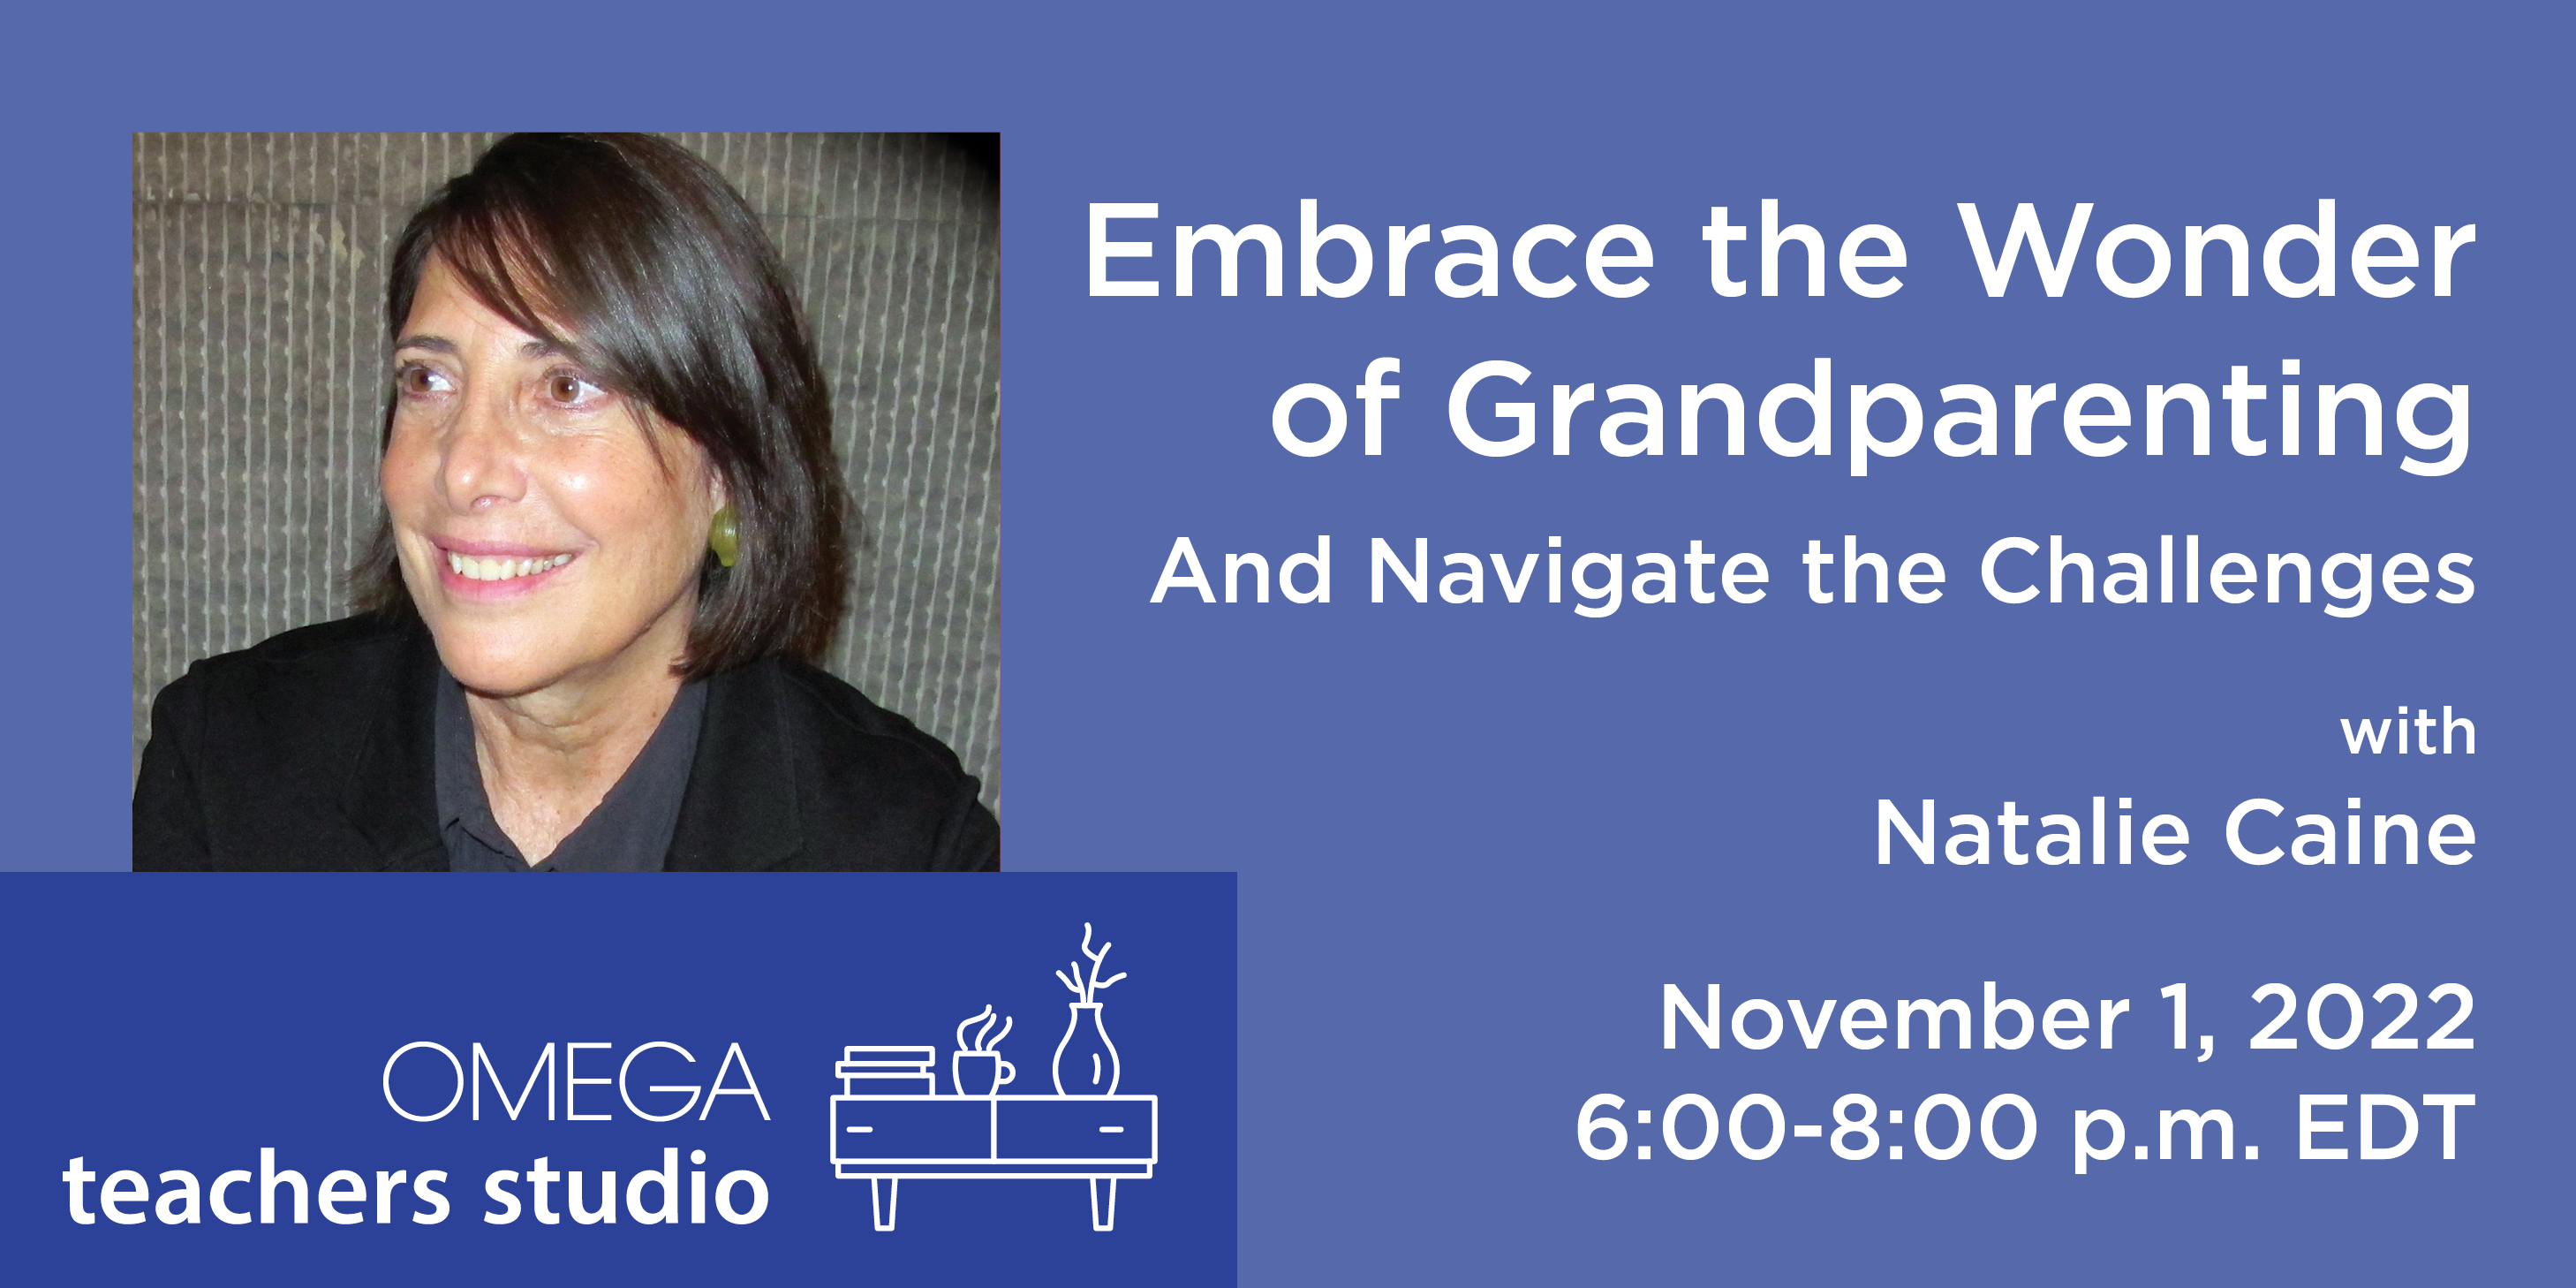 Embrace the Wonder
of Grandparenting
And Navigate the Challenges
with
Natalie Caine
November 1, 2022
6:00-8:00 p.m. EDT
OMEGA
teachers studio